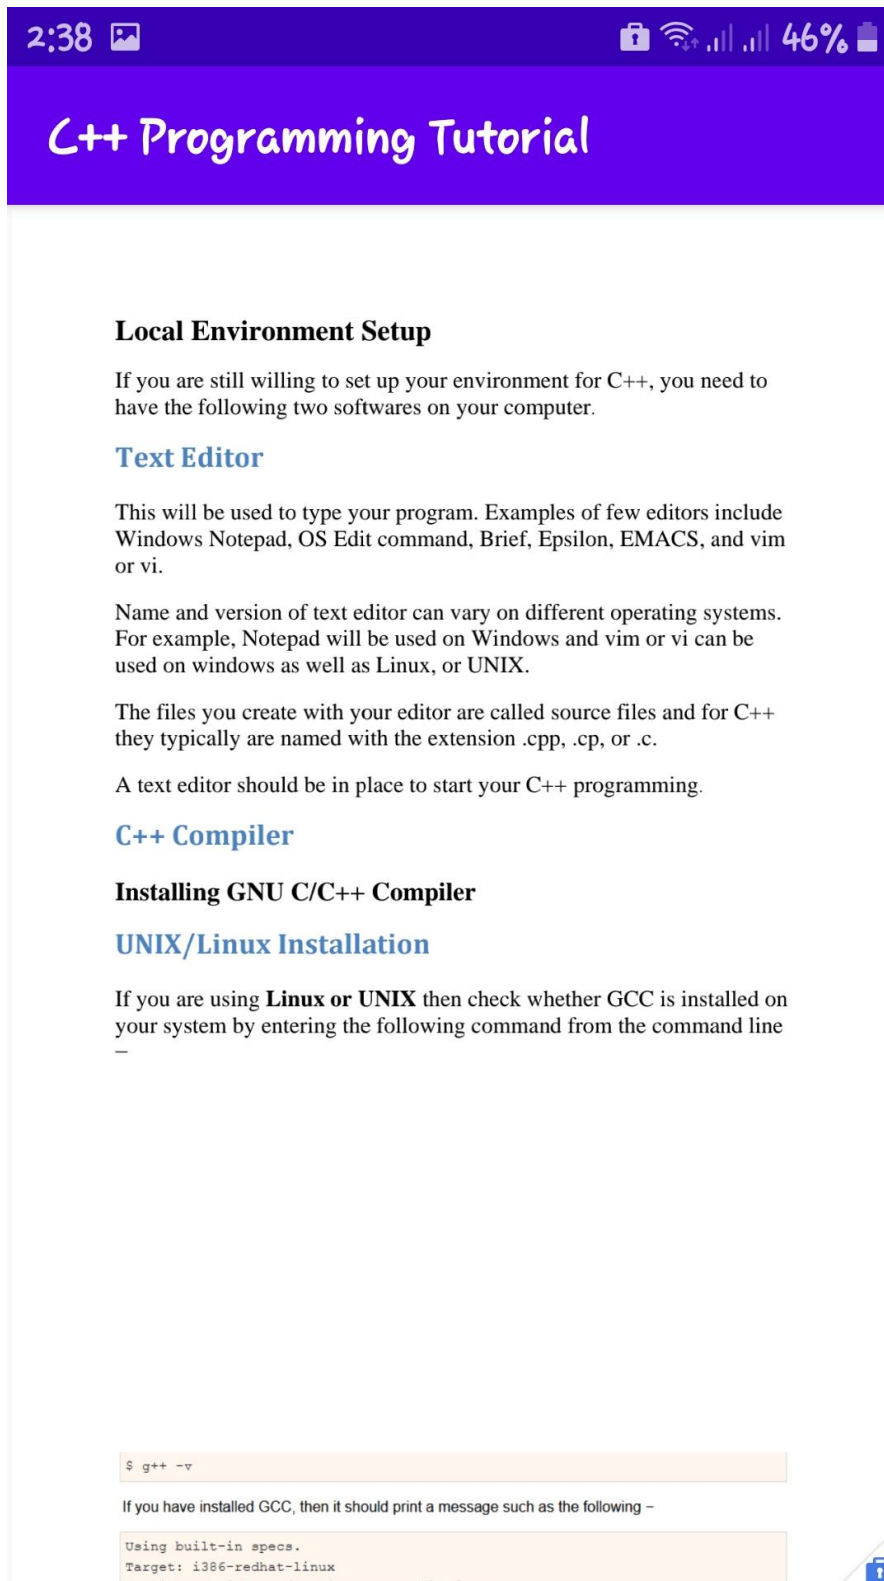 2:38 46%
C++ Programming Tutorial
Local Environment Setup
If you are still willing to set up your environment for C++, you need to
have the following two softwares on your computer.
Text Editor
This will be used to type your program. Examples of few editors include
Windows Notepad, OS Edit command, Brief, Epsilon, EMACS, and vim
or vi.
Name and version of text editor can vary on different operating systems.
For example, Notepad will be used on Windows and vim or vi can be
used on windows as well as Linux, or UNIX.
The files you create with your editor are called source files and for C++
they typically are named with the extension .cpp, .cp, or .c.
A text editor should be in place to start your C++ programming.
C++ Compiler
Installing GNU C/C++ Compiler
UNIX/Linux Installation
If you are using Linux or UNIX then check whether GCC is installed on
your system by entering the following command from the command line
–
$ g++ -v
If you have installed GCC, then it should print a message such as the following –
Using built-in specs.
Target: i386-redhat-linux